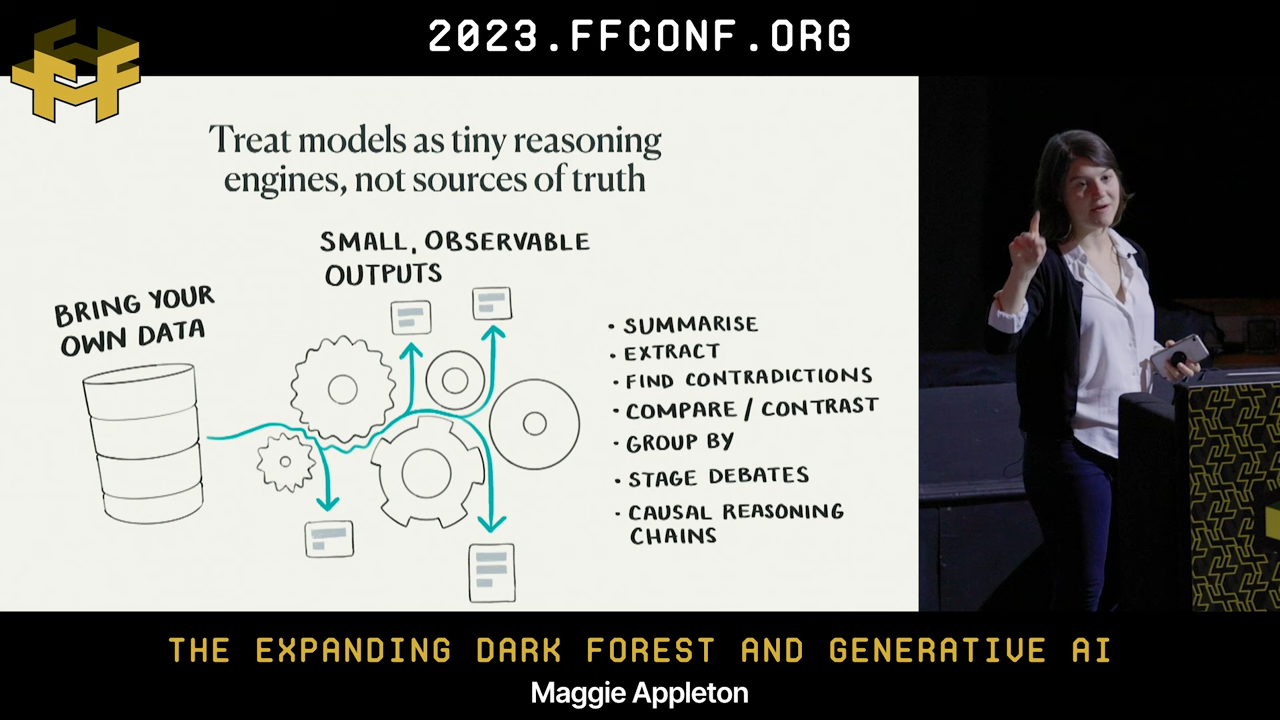 2023.FFCONF.ORG
Treat models as tiny reasoning
engines, not sources of truth
SMALL, OBSERVABLE
OUTPUTS
BRING YOUR
OWN DATA
• SUMMARISE
• EXTRACT
• FIND CONTRADICTIONS
• COMPARE / CONTRAST
• GROUP BY
• STAGE DEBATES
• CAUSAL REASONING
CHAINS
THE EXPANDING DARK FOREST AND GENERATIVE AI
Maggie Appleton